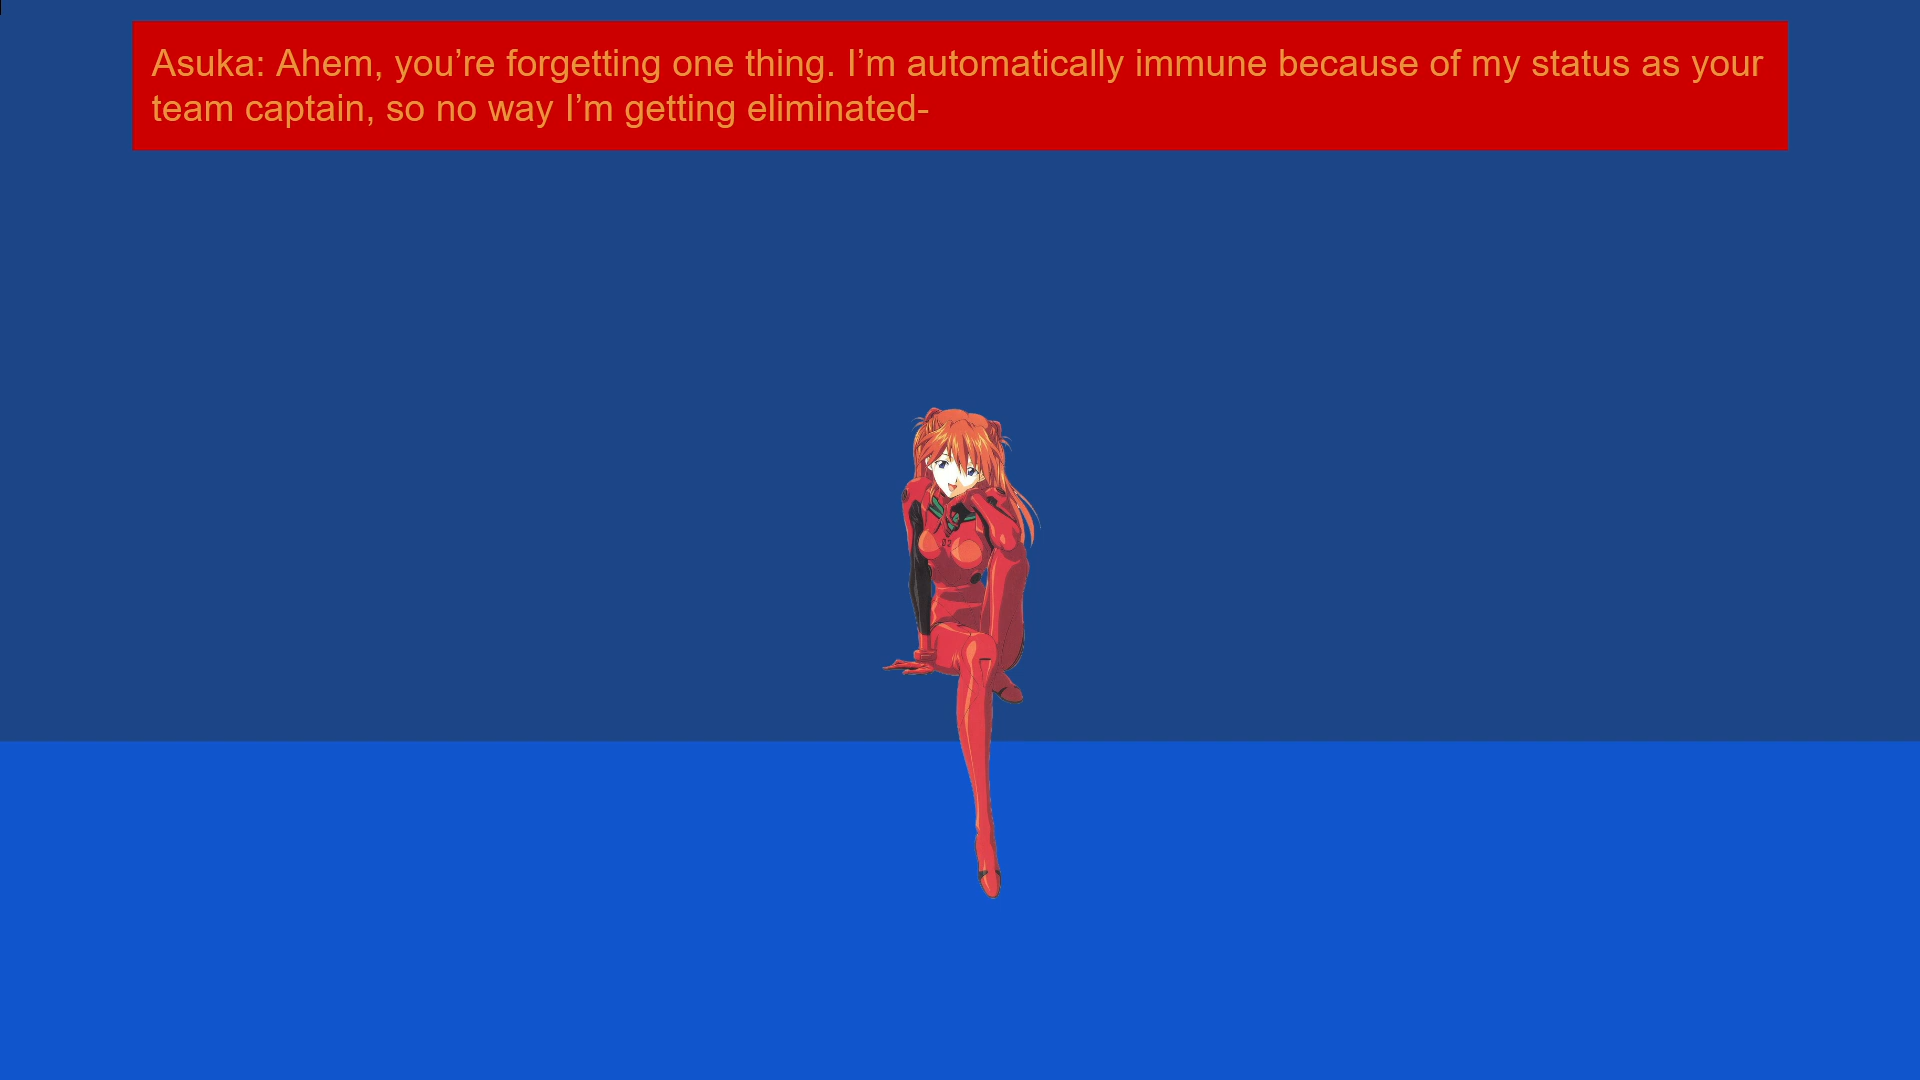 Asuka: Ahem, you’re forgetting one thing. I’m automatically immune because of my status as your
team captain, so no way I’m getting eliminated-